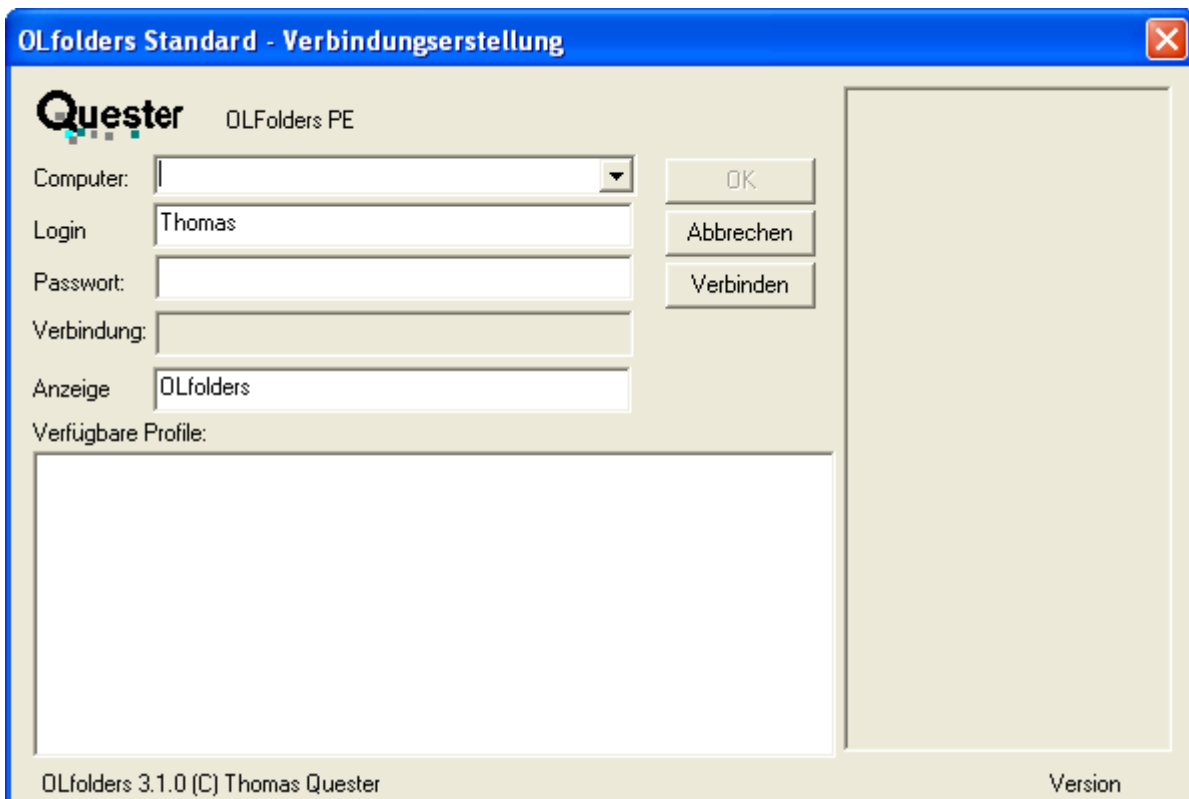 OLfolders Standard - Verbindungserstellung
Quester OLFolders PE
Computer:
OK
Login Thomas
Abbrechen
Passwort:
Verbinden
Verbindung:
Anzeige OLfolders
Verfügbare Profile:
OLfolders 3.1.0 (C) Thomas Quester
Version